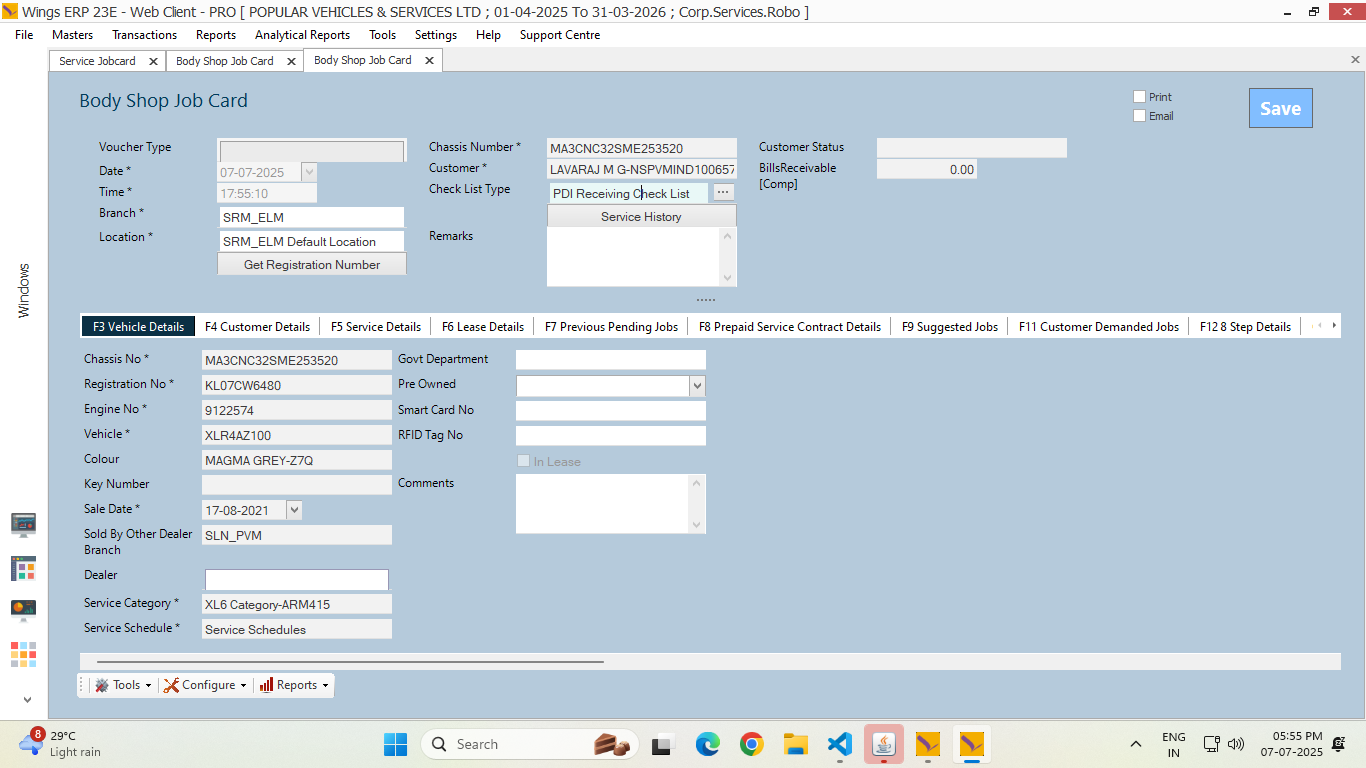 Wings ERP 23E - Web Client - PRO [ POPULAR VEHICLES & SERVICES LTD ; 01-04-2025 To 31-03-2026 ; Corp.Services.Robo ]
File Masters Transactions Reports Analytical Reports Tools Settings Help Support Centre
Service Jobcard Body Shop Job Card Body Shop Job Card
Body Shop Job Card
Print
Email
Save
Voucher Type
Date * 07-07-2025
Time * 17:55:10
Branch * SRM_ELM
Location * SRM_ELM Default Location
Get Registration Number
Chassis Number * MA3CNC32SME253520
Customer * LAVARAJ M G-NSPVMIND100657
Check List Type PDI Receiving Check List ...
Service History
Remarks
Customer Status
BillsReceivable [Comp] 0.00
Windows
F3 Vehicle Details F4 Customer Details F5 Service Details F6 Lease Details F7 Previous Pending Jobs F8 Prepaid Service Contract Details F9 Suggested Jobs F11 Customer Demanded Jobs F12 8 Step Details
Chassis No * MA3CNC32SME253520
Registration No * KL07CW6480
Engine No * 9122574
Vehicle * XLR4AZ100
Colour MAGMA GREY-Z7Q
Key Number
Sale Date * 17-08-2021
Sold By Other Dealer
Branch SLN_PVM
Dealer
Service Category * XL6 Category-ARM415
Service Schedule * Service Schedules
Govt Department
Pre Owned
Smart Card No
RFID Tag No
In Lease
Comments
Tools Configure Reports
8
29°C
Light rain
Search
ENG
IN
05:55 PM
07-07-2025